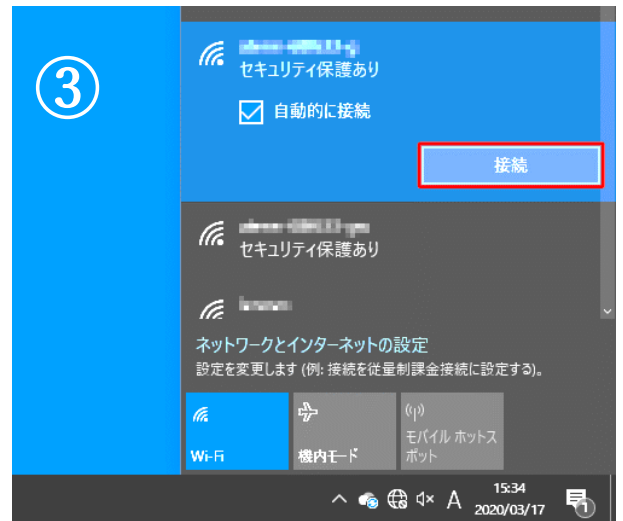 ③
セキュリティ保護あり
自動的に接続
接続
セキュリティ保護あり
ネットワークとインターネットの設定
設定を変更します (例: 接続を従量制課金接続に設定する)。
Wi-Fi
機内モード
モバイル ホットス
ポット
A
15:34
2020/03/17
1